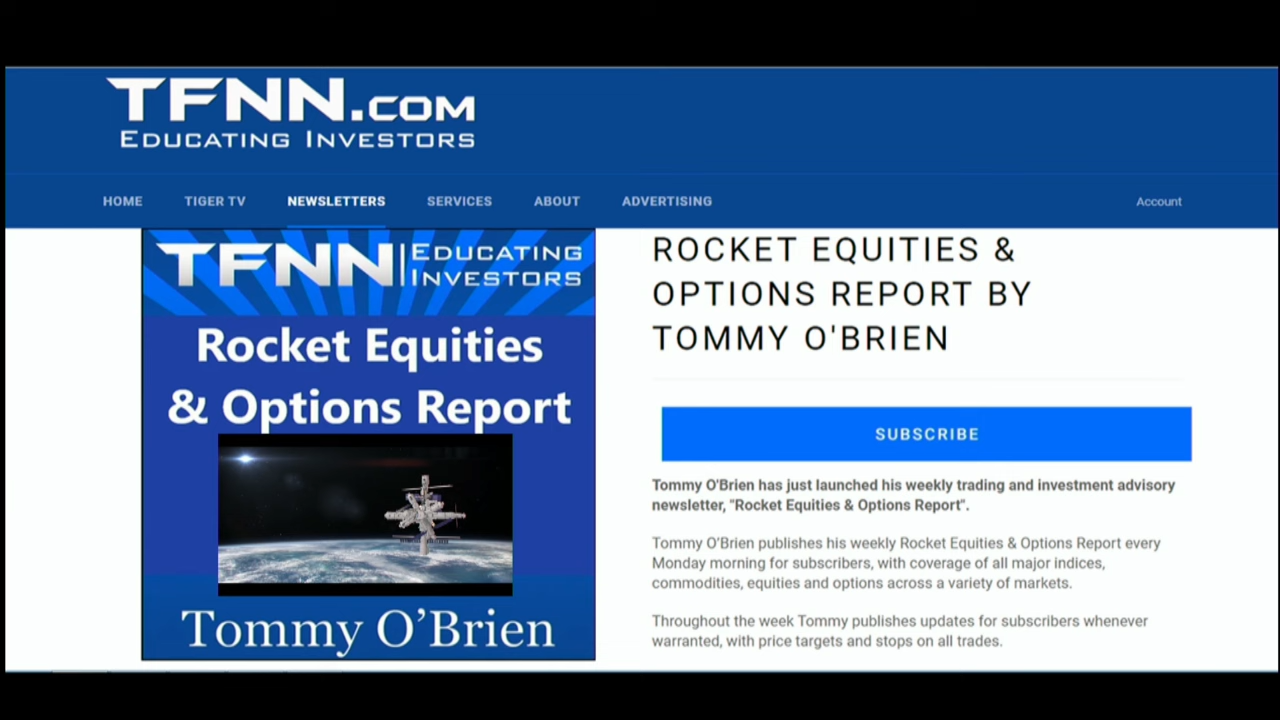 TFNN.COM
EDUCATING INVESTORS
HOME TIGER TV NEWSLETTERS SERVICES ABOUT ADVERTISING Account
TFNN | EDUCATING
INVESTORS
Rocket Equities
& Options Report
Tommy O’Brien
ROCKET EQUITIES &
OPTIONS REPORT BY
TOMMY O'BRIEN
SUBSCRIBE
Tommy O'Brien has just launched his weekly trading and investment advisory
newsletter, "Rocket Equities & Options Report".
Tommy O’Brien publishes his weekly Rocket Equities & Options Report every
Monday morning for subscribers, with coverage of all major indices,
commodities, equities and options across a variety of markets.
Throughout the week Tommy publishes updates for subscribers whenever
warranted, with price targets and stops on all trades.